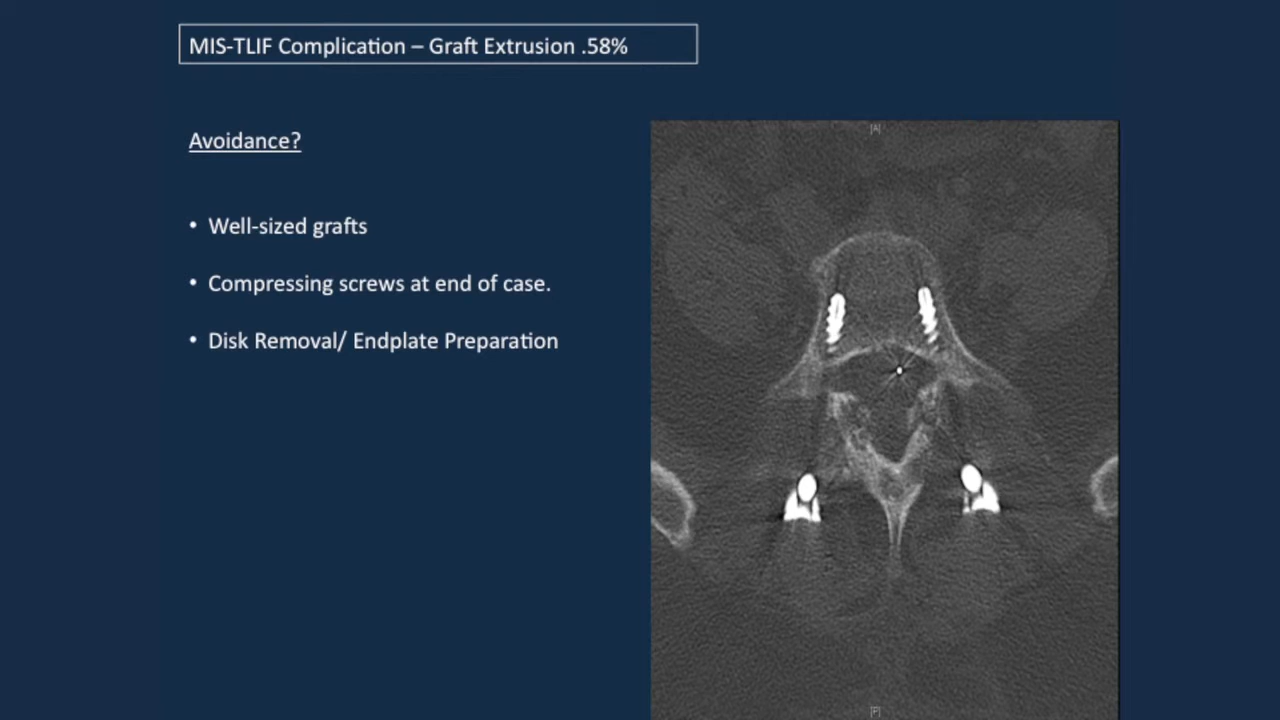 MIS-TLIF Complication – Graft Extrusion .58%
Avoidance?
• Well-sized grafts
• Compressing screws at end of case.
• Disk Removal/ Endplate Preparation
[A]
[P]